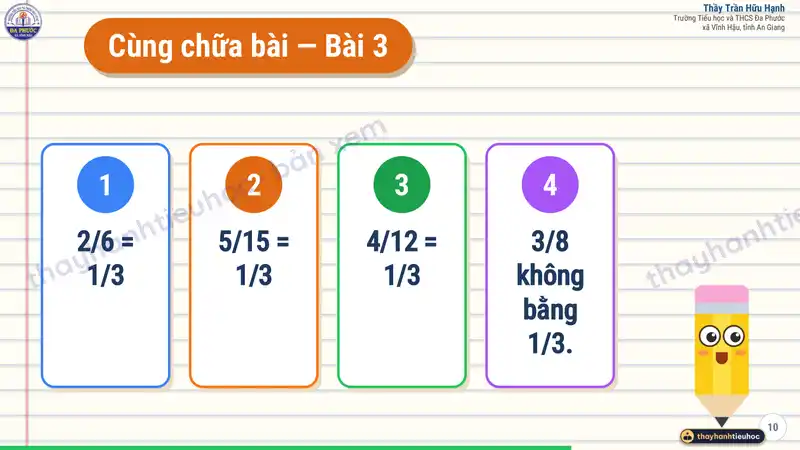 Thầy Trần Hữu Hạnh
Trường Tiểu học và THCS Đa Phước
xã Vĩnh Hậu, tỉnh An Giang
ĐA PHƯỚC
Cùng chữa bài – Bài 3
1
2/6 =
1/3
2
5/15 =
1/3
3
4/12 =
1/3
4
3/8
không
bằng
1/3.
thayhanhtieuhoc
10